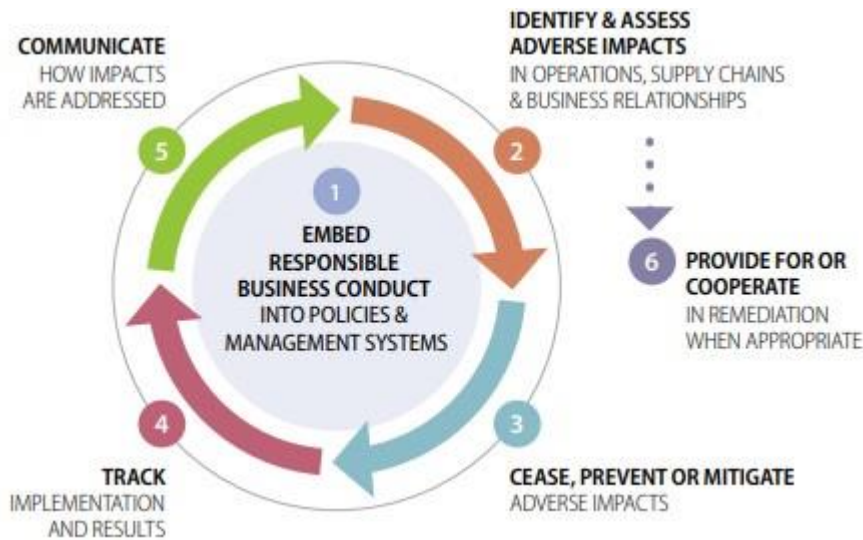 COMMUNICATE
HOW IMPACTS
ARE ADDRESSED
5
IDENTIFY & ASSESS
ADVERSE IMPACTS
IN OPERATIONS, SUPPLY CHAINS
& BUSINESS RELATIONSHIPS
2
1
EMBED
RESPONSIBLE
BUSINESS CONDUCT
INTO POLICIES &
MANAGEMENT SYSTEMS
6
PROVIDE FOR OR
COOPERATE
IN REMEDIATION
WHEN APPROPRIATE
4
TRACK
IMPLEMENTATION
AND RESULTS
3
CEASE, PREVENT OR MITIGATE
ADVERSE IMPACTS